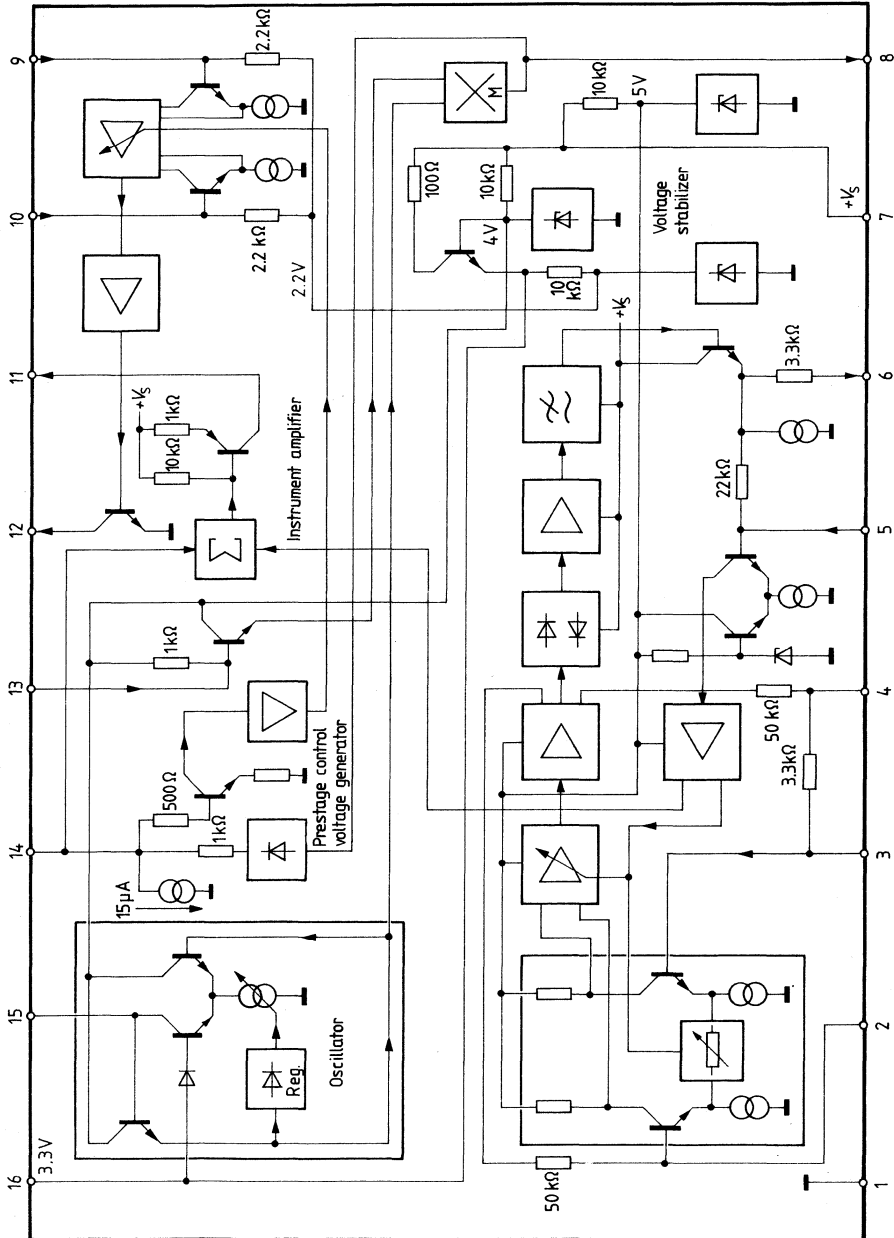 9
2.2kΩ
8
M
10kΩ
5V
100Ω
10kΩ
10
2.2 kΩ
2.2V
4V
Voltage
stabilizer
+Vs
7
10
kΩ
11
+Vs
1kΩ
10kΩ
Instrument amplifier
+Vs
3.3kΩ
6
12
Σ
22kΩ
5
1kΩ
13
50 kΩ
4
500Ω
1kΩ
Prestage control
voltage generator
3.3kΩ
14
15µA
3
15
Reg.
Oscillator
2
3.3V
16
50kΩ
1